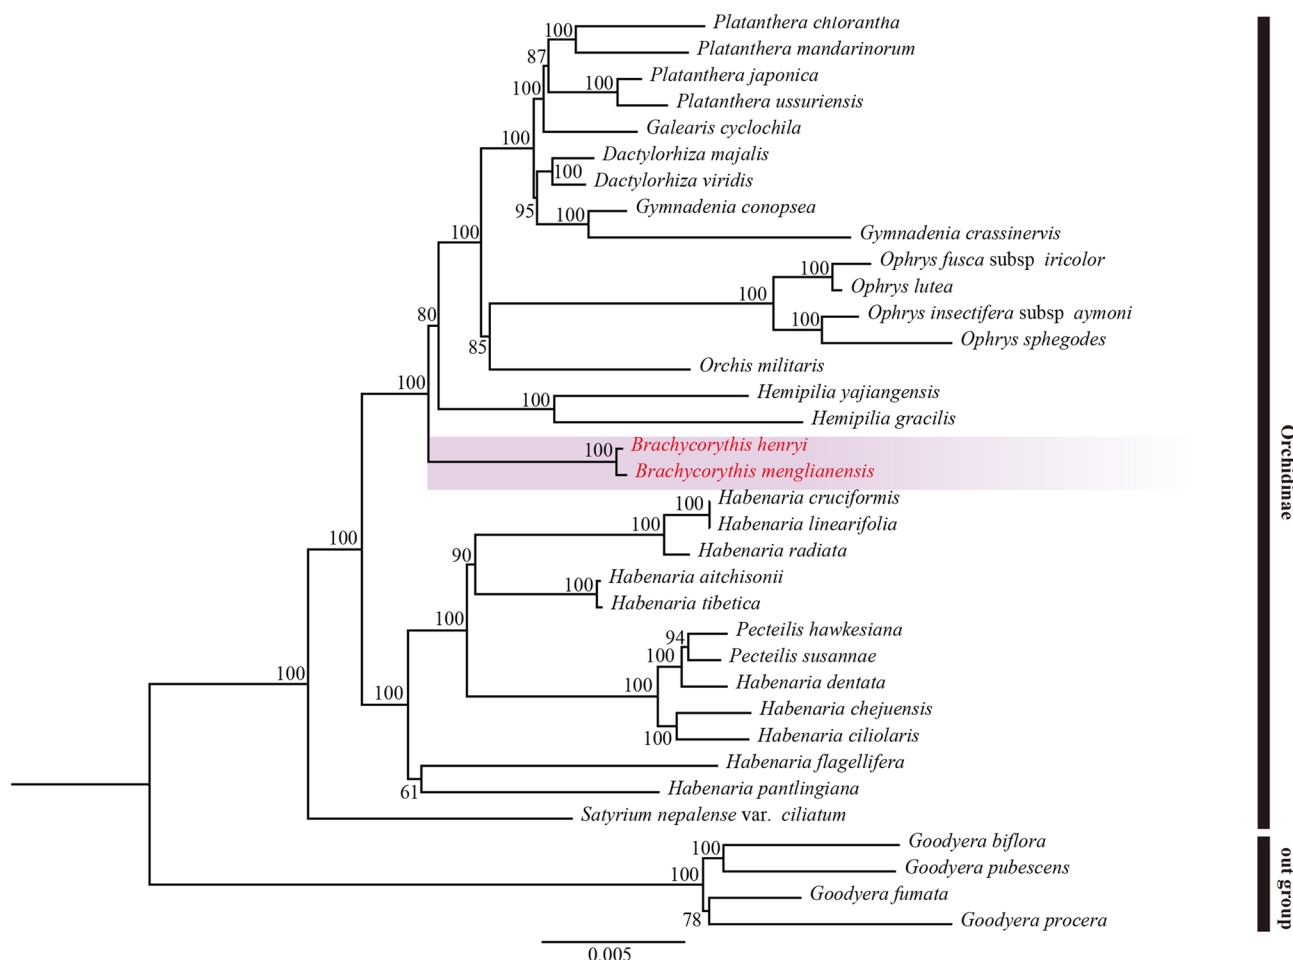 Platanthera chlorantha
100
Platanthera mandarinorum
87
Platanthera japonica
100
100
Platanthera ussuriensis
Galearis cyclochila
100
Dactylorhiza majalis
100
Dactylorhiza viridis
95
100
Gymnadenia conopsea
100
Gymnadenia crassinervis
Ophrys fusca subsp iricolor
100
Ophrys lutea
100
Ophrys insectifera subsp aymoni
80
100
Ophrys sphegodes
85
Orchis militaris
100
Hemipilia yajiangensis
100
Hemipilia gracilis
Brachycorythis henryi
100
Brachycorythis menglianensis
Habenaria cruciformis
100
Habenaria linearifolia
100
100
Habenaria radiata
90
Habenaria aitchisonii
100
Habenaria tibetica
100
Pecteilis hawkesiana
94
Pecteilis susannae
100
100
Habenaria dentata
100
100
Habenaria chejuensis
Habenaria ciliolaris
100
Habenaria flagellifera
Habenaria pantlingiana
61
Satyrium nepalense var. ciliatum
Orchidinae
Goodyera biflora
100
Goodyera pubescens
100
Goodyera fumata
78
Goodyera procera
out group
0.005